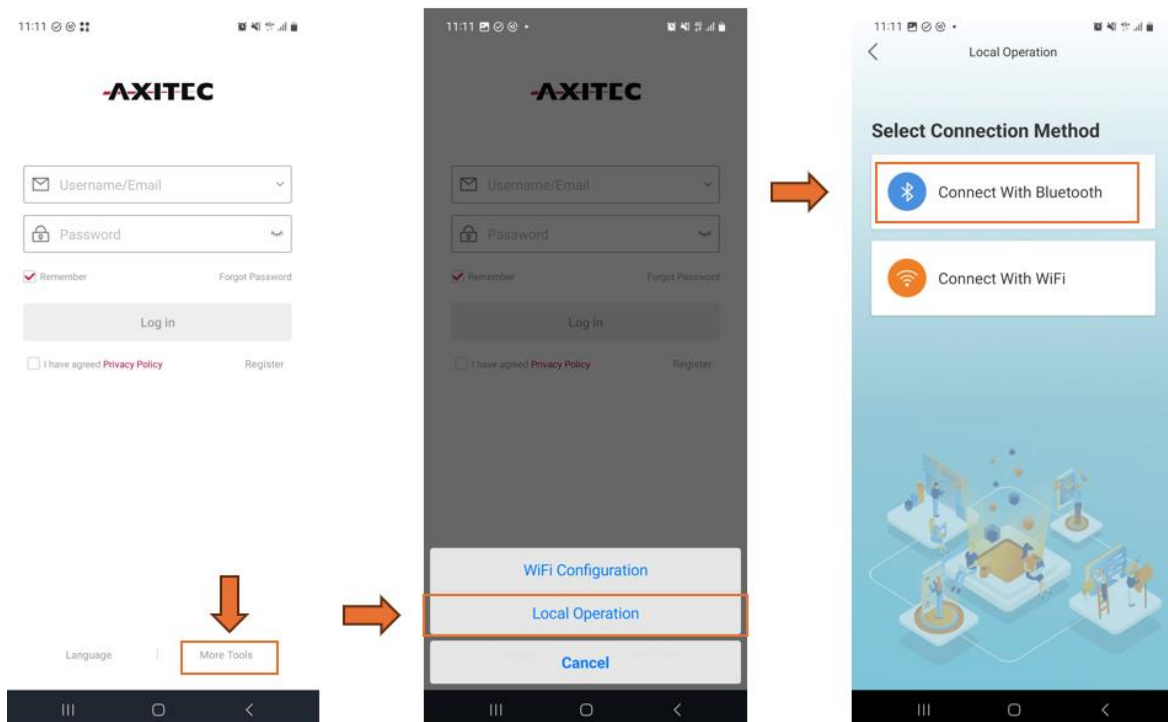 11:11
AXITEC
Username/Email
Password
Remember Forgot Password
Log in
I have agreed Privacy Policy Register
Language | More Tools
11:11
AXITEC
Username/Email
Password
Remember Forgot Password
Log in
I have agreed Privacy Policy Register
WiFi Configuration
Local Operation
Cancel
11:11
Local Operation
Select Connection Method
Connect With Bluetooth
Connect With WiFi